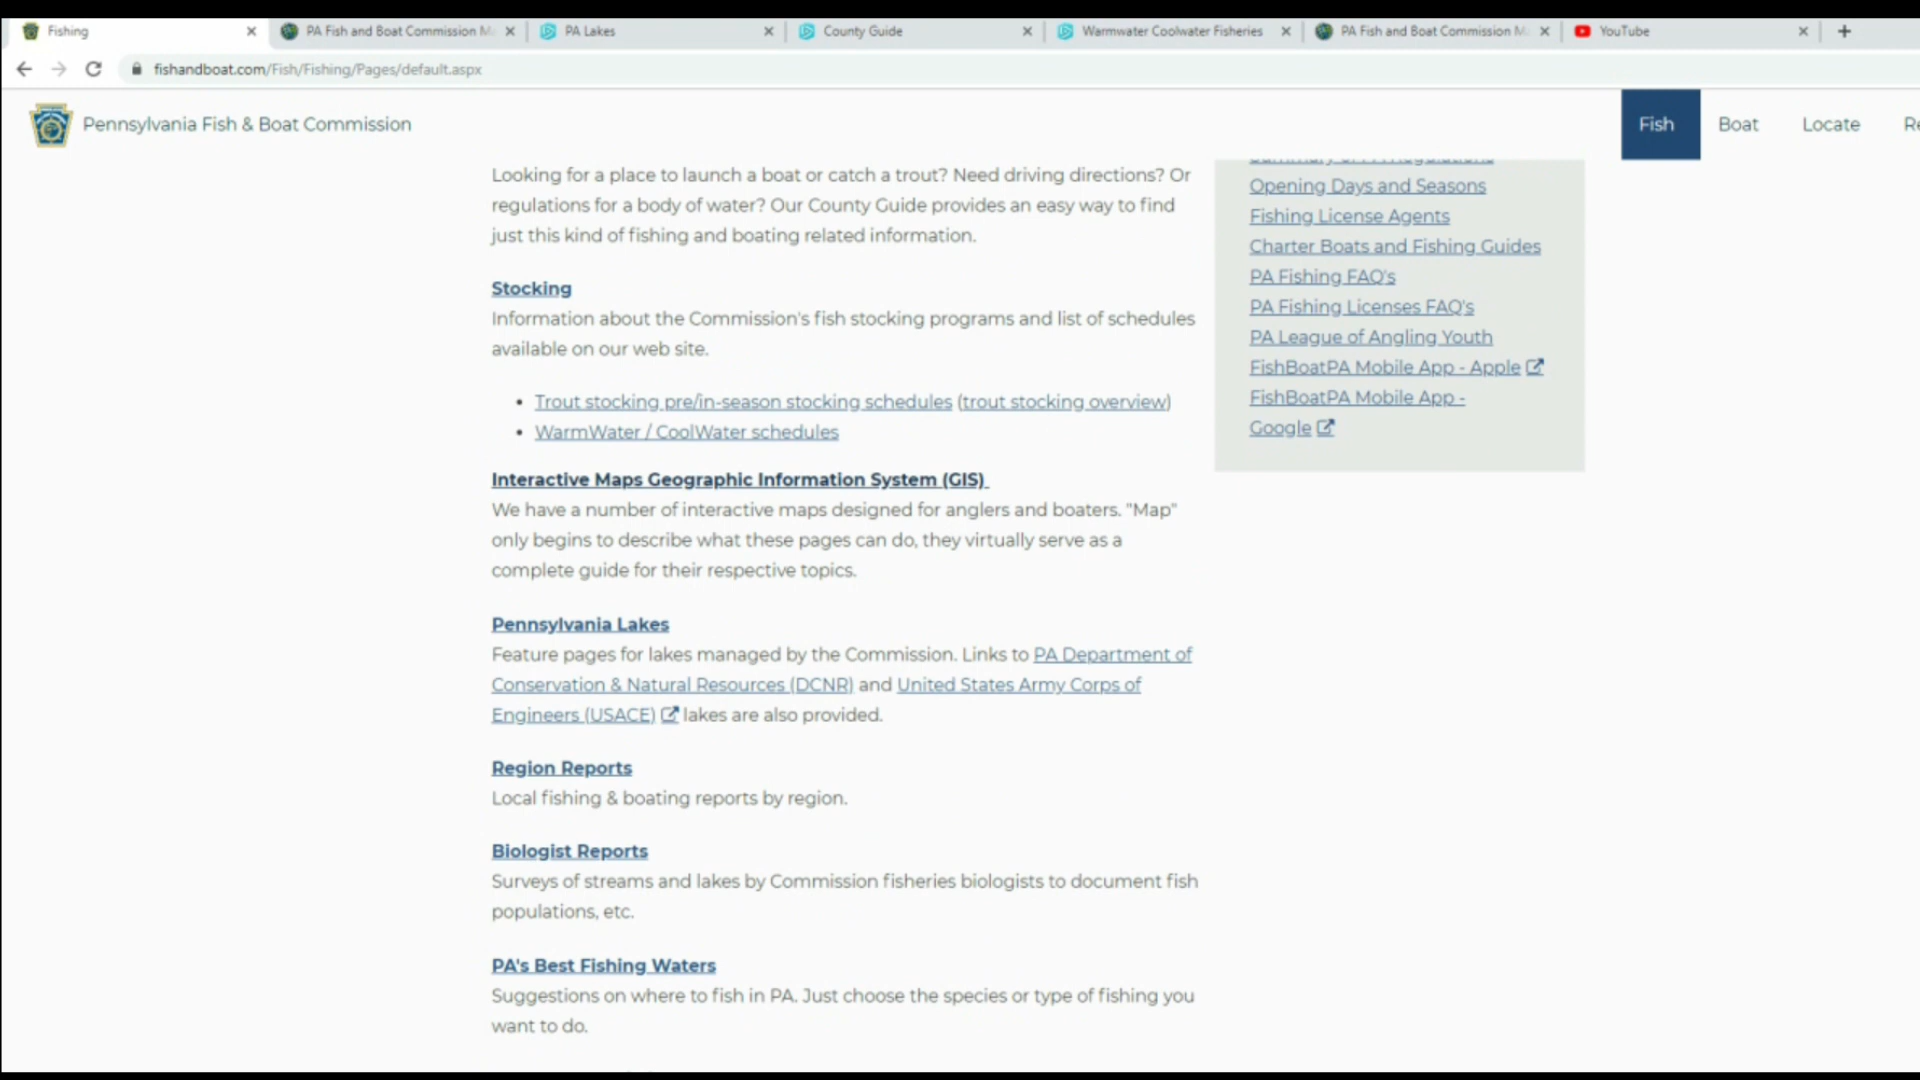 Fishing
PA Fish and Boat Commission M
PA Lakes
County Guide
Warmwater Coolwater Fisheries
PA Fish and Boat Commission M
YouTube
fishandboat.com/Fish/Fishing/Pages/default.aspx
Pennsylvania Fish & Boat Commission
Fish
Boat
Locate
Looking for a place to launch a boat or catch a trout? Need driving directions? Or
regulations for a body of water? Our County Guide provides an easy way to find
just this kind of fishing and boating related information.
Stocking
Information about the Commission's fish stocking programs and list of schedules
available on our web site.
• Trout stocking pre/in-season stocking schedules (trout stocking overview)
• WarmWater / CoolWater schedules
Interactive Maps Geographic Information System (GIS)
We have a number of interactive maps designed for anglers and boaters. "Map"
only begins to describe what these pages can do, they virtually serve as a
complete guide for their respective topics.
Pennsylvania Lakes
Feature pages for lakes managed by the Commission. Links to PA Department of
Conservation & Natural Resources (DCNR) and United States Army Corps of
Engineers (USACE) lakes are also provided.
Region Reports
Local fishing & boating reports by region.
Biologist Reports
Surveys of streams and lakes by Commission fisheries biologists to document fish
populations, etc.
PA's Best Fishing Waters
Suggestions on where to fish in PA. Just choose the species or type of fishing you
want to do.
Summary of PA Regulations
Opening Days and Seasons
Fishing License Agents
Charter Boats and Fishing Guides
PA Fishing FAQ's
PA Fishing Licenses FAQ's
PA League of Angling Youth
FishBoatPA Mobile App - Apple
FishBoatPA Mobile App -
Google